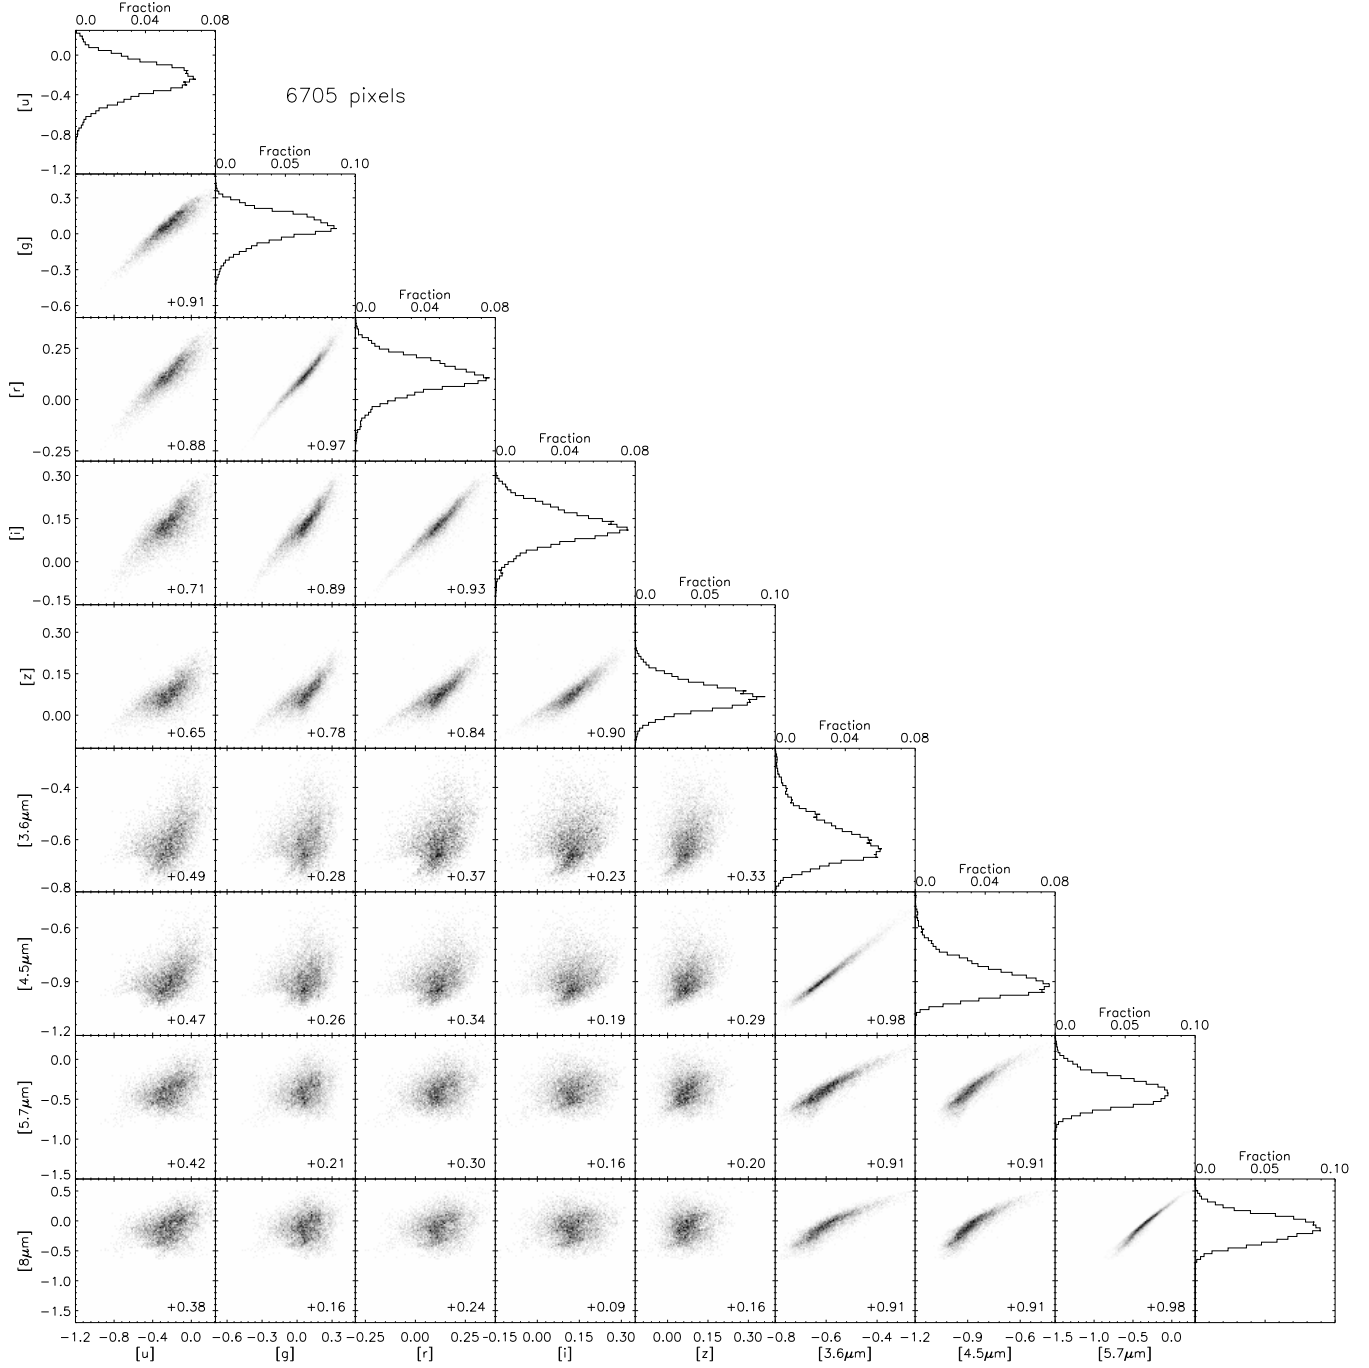 Fraction
0.0 0.04 0.08
0.0
−0.4
−0.8
−1.2
[u]
6705 pixels
Fraction
0.0 0.05 0.10
0.3
0.0
−0.3
−0.6
[g]
+0.91
Fraction
0.0 0.04 0.08
0.25
0.00
−0.25
[r]
+0.88 +0.97
Fraction
0.0 0.04 0.08
0.30
0.15
0.00
−0.15
[i]
+0.71 +0.89 +0.93
Fraction
0.0 0.05 0.10
0.30
0.15
0.00
[z]
+0.65 +0.78 +0.84 +0.90
Fraction
0.0 0.04 0.08
−0.4
−0.6
−0.8
[3.6μm]
+0.49 +0.28 +0.37 +0.23 +0.33
Fraction
0.0 0.04 0.08
−0.6
−0.9
−1.2
[4.5μm]
+0.47 +0.26 +0.34 +0.19 +0.29 +0.98
Fraction
0.0 0.05 0.10
0.0
−0.5
−1.0
−1.5
[5.7μm]
+0.42 +0.21 +0.30 +0.16 +0.20 +0.91 +0.91
Fraction
0.0 0.05 0.10
0.5
0.0
−0.5
−1.0
−1.5
[8μm]
+0.38 +0.16 +0.24 +0.09 +0.16 +0.91 +0.91 +0.98
−1.2 −0.8 −0.4 0.0 −0.6 −0.3 0.0 0.3 −0.25 0.00 0.25 −0.15 0.00 0.15 0.30 0.00 0.15 0.30 −0.8 −0.6 −0.4 −1.2 −0.9 −0.6 −1.5 −1.0 −0.5 0.0
[u] [g] [r] [i] [z] [3.6μm] [4.5μm] [5.7μm]